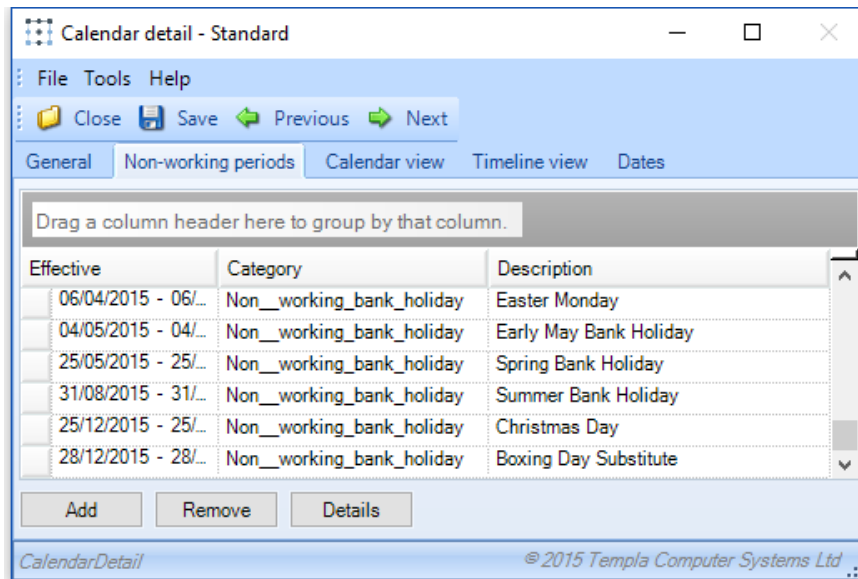 Calendar detail - Standard
File Tools Help
Close Save Previous Next
General Non-working periods Calendar view Timeline view Dates
Drag a column header here to group by that column.
Effective Category Description
06/04/2015 - 06/... Non__working_bank_holiday Easter Monday
04/05/2015 - 04/... Non__working_bank_holiday Early May Bank Holiday
25/05/2015 - 25/... Non__working_bank_holiday Spring Bank Holiday
31/08/2015 - 31/... Non__working_bank_holiday Summer Bank Holiday
25/12/2015 - 25/... Non__working_bank_holiday Christmas Day
28/12/2015 - 28/... Non__working_bank_holiday Boxing Day Substitute
Add Remove Details
CalendarDetail © 2015 Templa Computer Systems Ltd